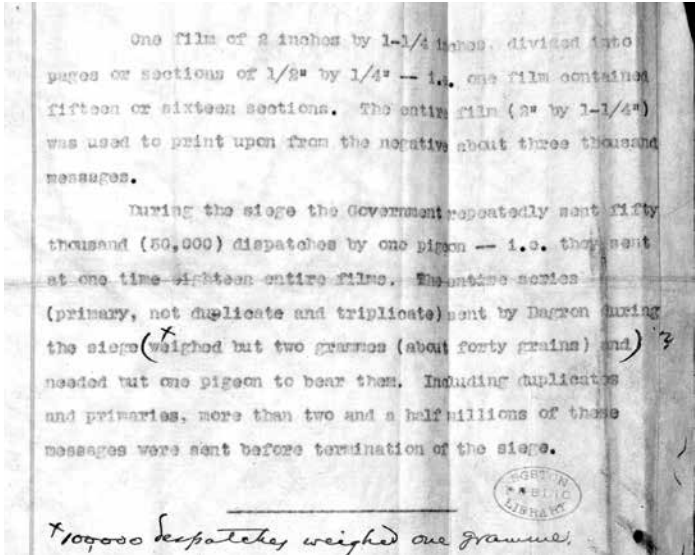 One film of 2 inches by 1-1/4 inches, divided into
pages or sections of 1/2" by 1/4" -- i.e. one film contained
fifteen or sixteen sections. The entire film (2" by 1-1/4")
was used to print upon from the negative about three thousand
messages.
During the siege the Government repeatedly sent fifty
thousand (50,000) dispatches by one pigeon -- i.e. they sent
at one time eighteen entire films. The entire series
(primary, not duplicate and triplicate) sent by Dagron during
+
the siege (weighed but two grammes (about forty grains) and)
needed but one pigeon to bear them. Including duplicates
and primaries, more than two and a half millions of these
messages were sent before termination of the siege.
BOSTON
PUBLIC
LIBRARY
+100,000 despatches weighed one gramme.